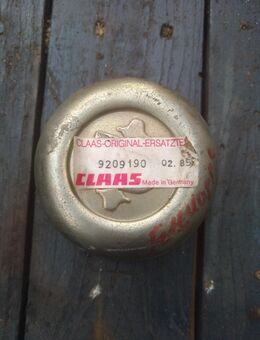 CLAAS-ORIGINAL-ERSATZTEIL
9209190 02.85
CLAAS Made in Germany